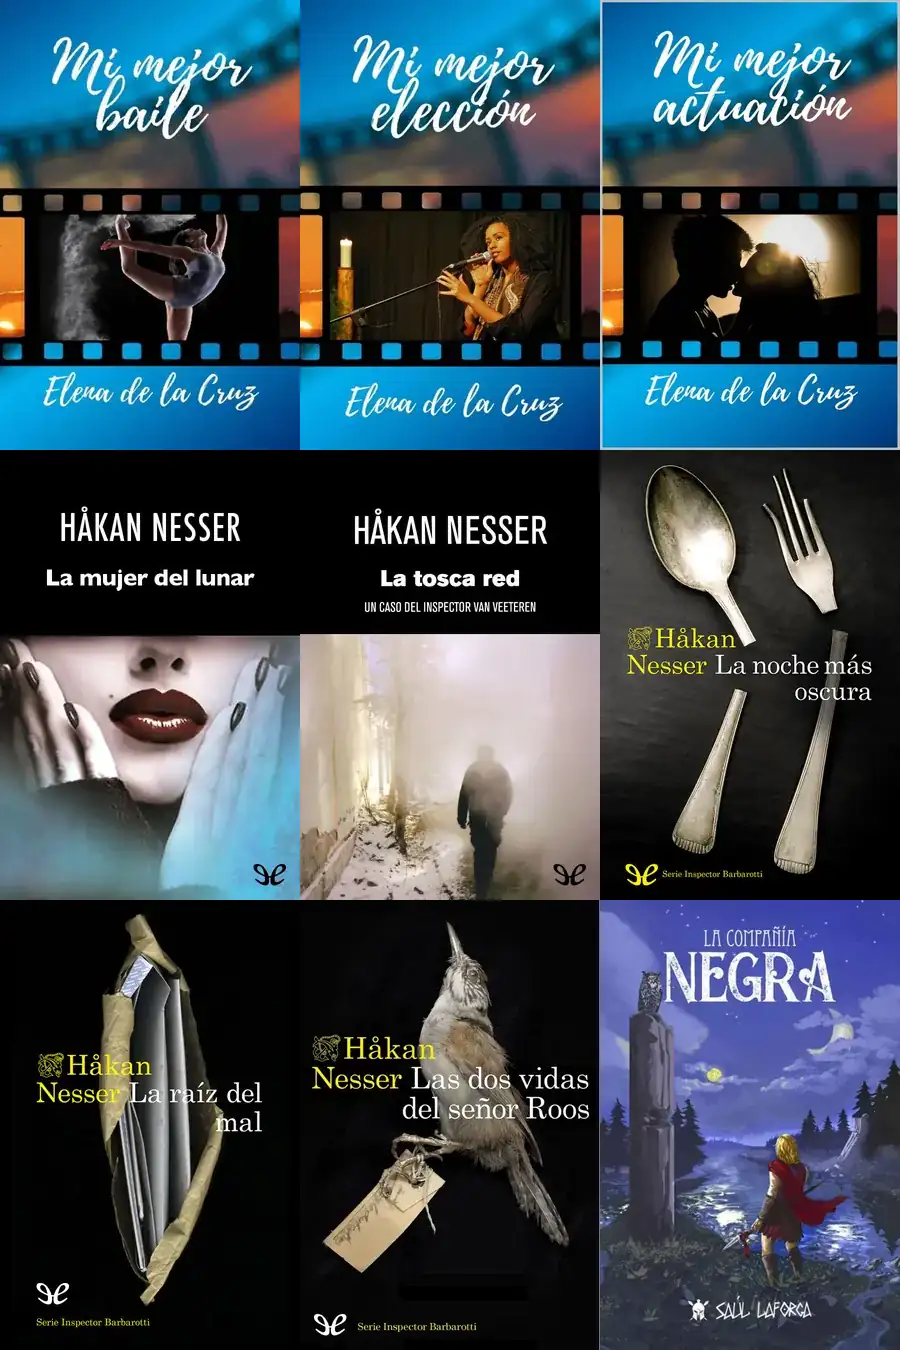 Mi mejor
baile
Elena de la Cruz
Mi mejor
elección
Elena de la Cruz
Mi mejor
actuación
Elena de la Cruz
HÅKAN NESSER
La mujer del lunar
HÅKAN NESSER
La tosca red
UN CASO DEL INSPECTOR VAN VEETEREN
Håkan
Nesser La noche más
oscura
Serie Inspector Barbarotti
Håkan
Nesser La raíz del
mal
Serie Inspector Barbarotti
Håkan
Nesser Las dos vidas
del señor Roos
Serie Inspector Barbarotti
LA COMPAÑÍA
NEGRA
SAÚL LAFORGA